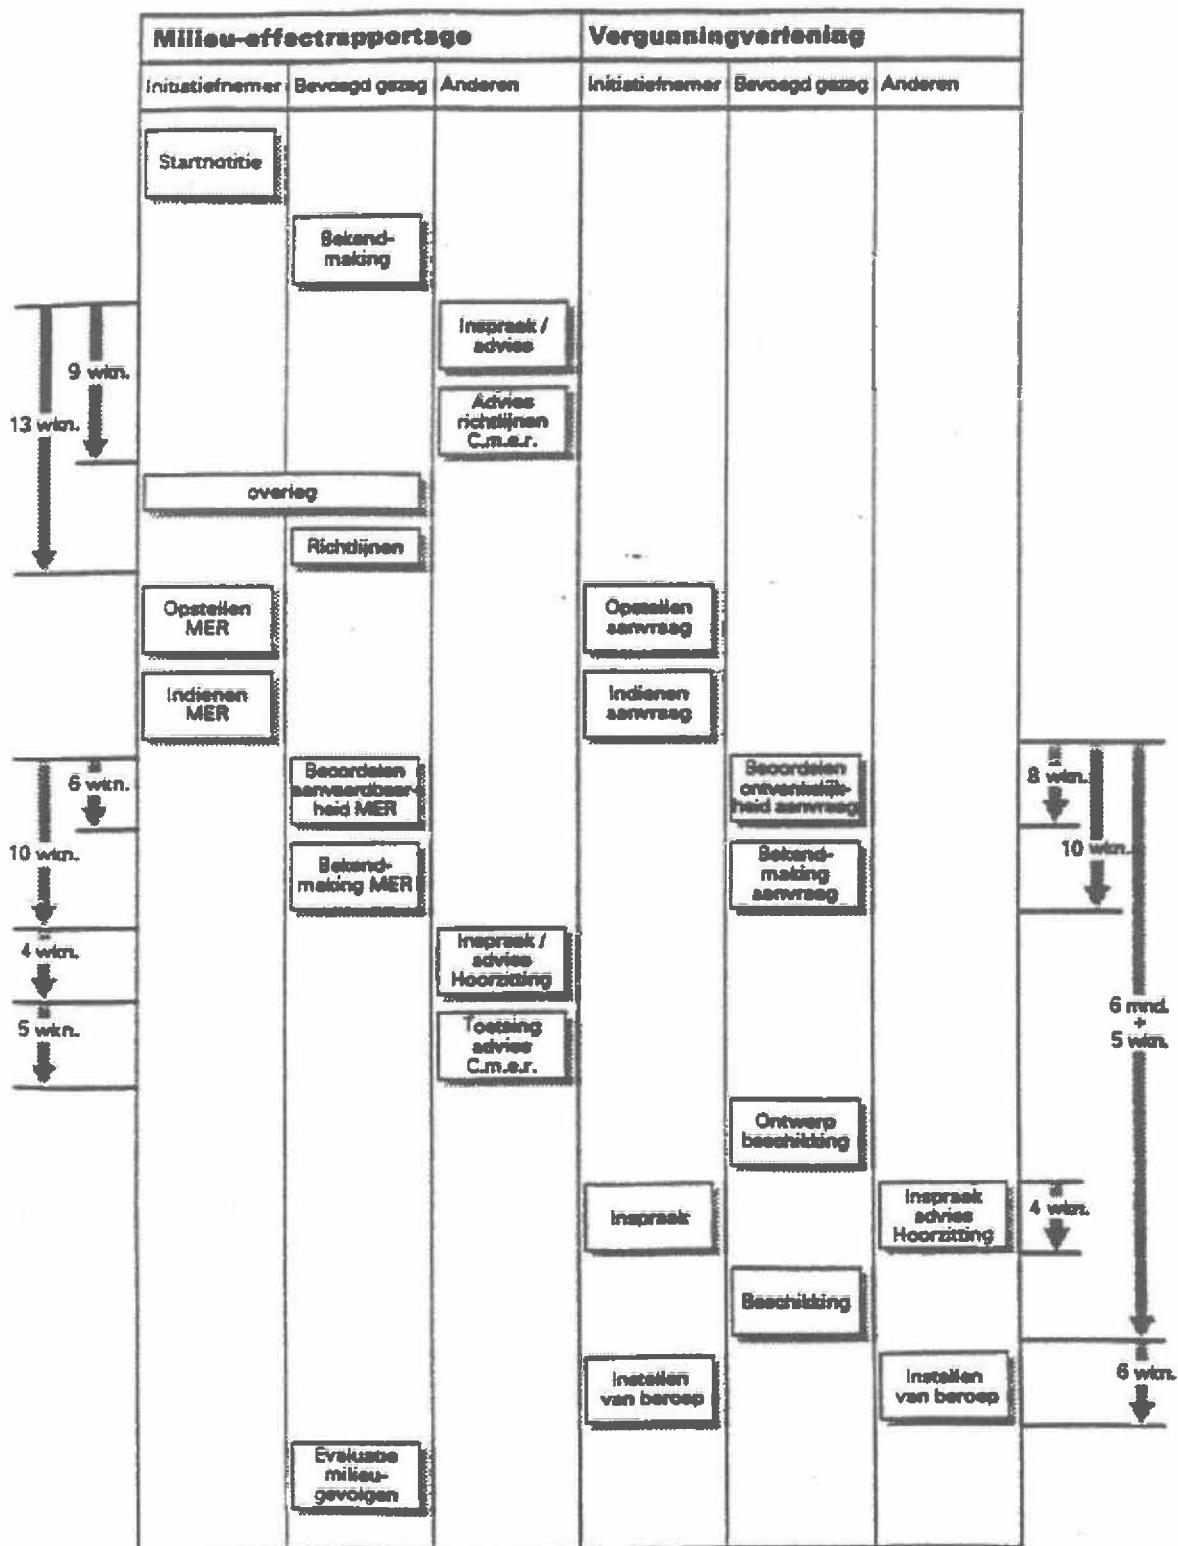 Milieu-effectrapportage Vergunningverlening
Initiatiefnemer Bevoegd gezag Anderen Initiatiefnemer Bevoegd gezag Anderen
Startnotitie
Bekend-
making
Inspraak /
advies
9 wkn.
Advies
richtlijnen
C.m.e.r.
13 wkn.
overleg
Richtlijnen
Opstellen
MER
Opstellen
aanvraag
Indienen
MER
Indienen
aanvraag
6 wkn.
Beoordelen
aanvaardbaar-
heid MER
Beoordelen
ontvankelijk-
heid aanvraag
8 wkn.
10 wkn.
Bekend-
making MER
Bekend-
making
aanvraag
10 wkn.
4 wkn.
Inspraak /
advies
Hoorzitting
5 wkn.
Toetsing
advies
C.m.e.r.
6 mnd.
+
5 wkn.
Ontwerp
beschikking
Inspraak
Inspraak
advies
Hoorzitting
4 wkn.
Beschikking
Instellen
van beroep
Instellen
van beroep
6 wkn.
Evaluatie
milieu-
gevolgen